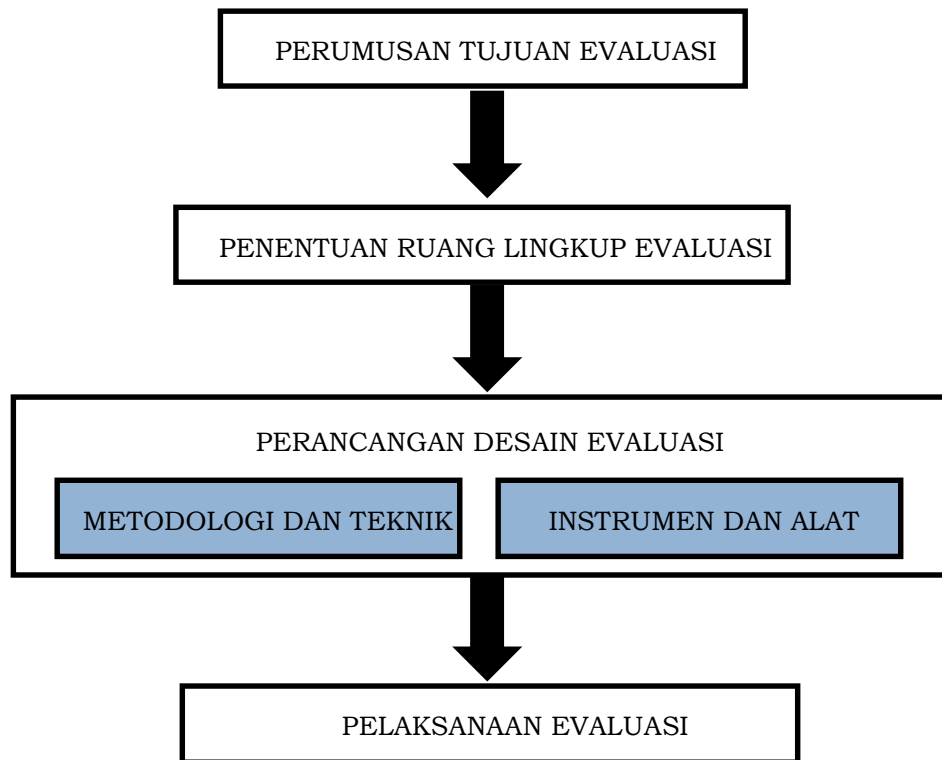 PERUMUSAN TUJUAN EVALUASI
PENENTUAN RUANG LINGKUP EVALUASI
PERANCANGAN DESAIN EVALUASI
METODOLOGI DAN TEKNIK
INSTRUMEN DAN ALAT
PELAKSANAAN EVALUASI